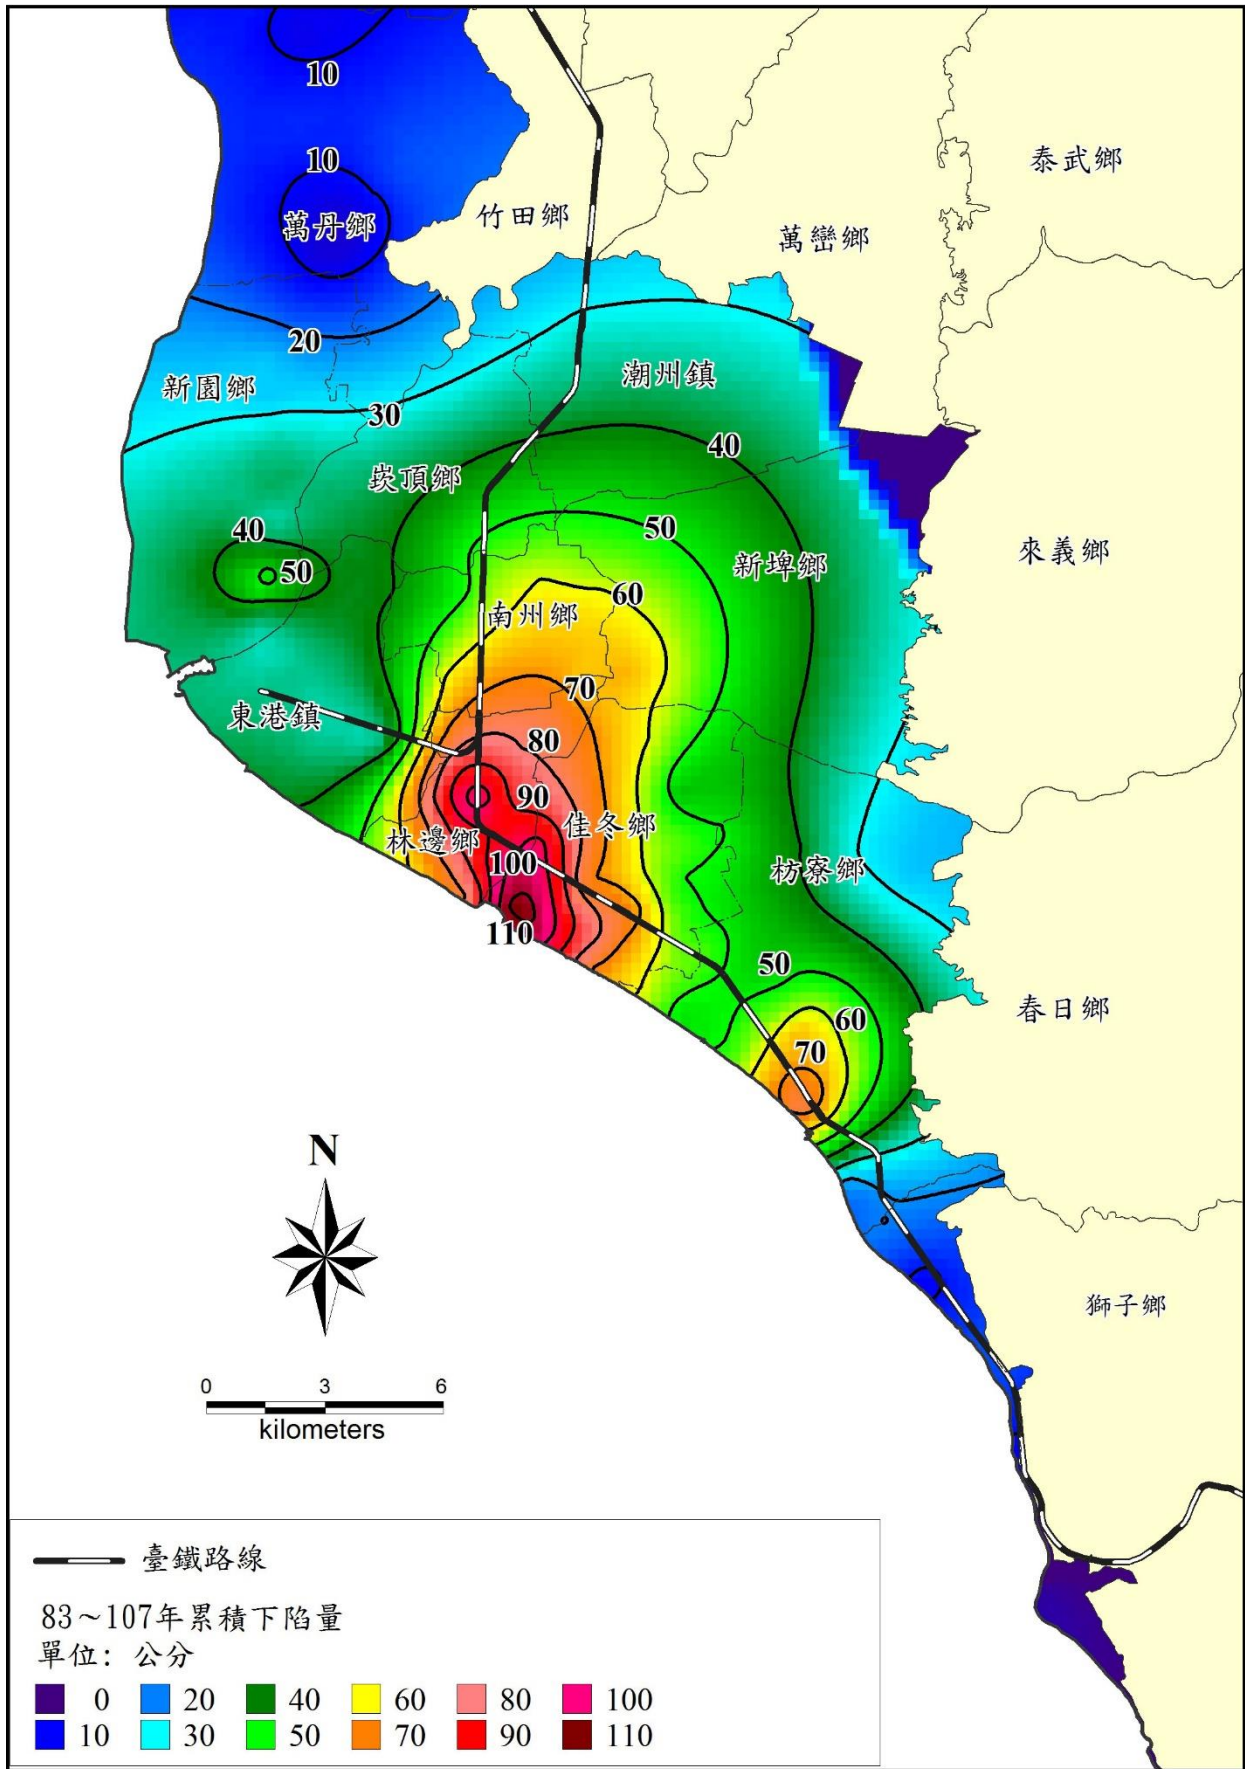 10
泰武鄉
10
竹田鄉
萬丹鄉
萬巒鄉
20
新園鄉
潮州鎮
30
40
崁頂鄉
40
50
來義鄉
50
新埤鄉
60
南州鄉
70
東港鎮
80
90
佳冬鄉
林邊鄉
100
枋寮鄉
110
50
春日鄉
60
70
N
獅子鄉
0 3 6
kilometers
臺鐵路線
83～107年累積下陷量
單位：公分
0 20 40 60 80 100
10 30 50 70 90 110